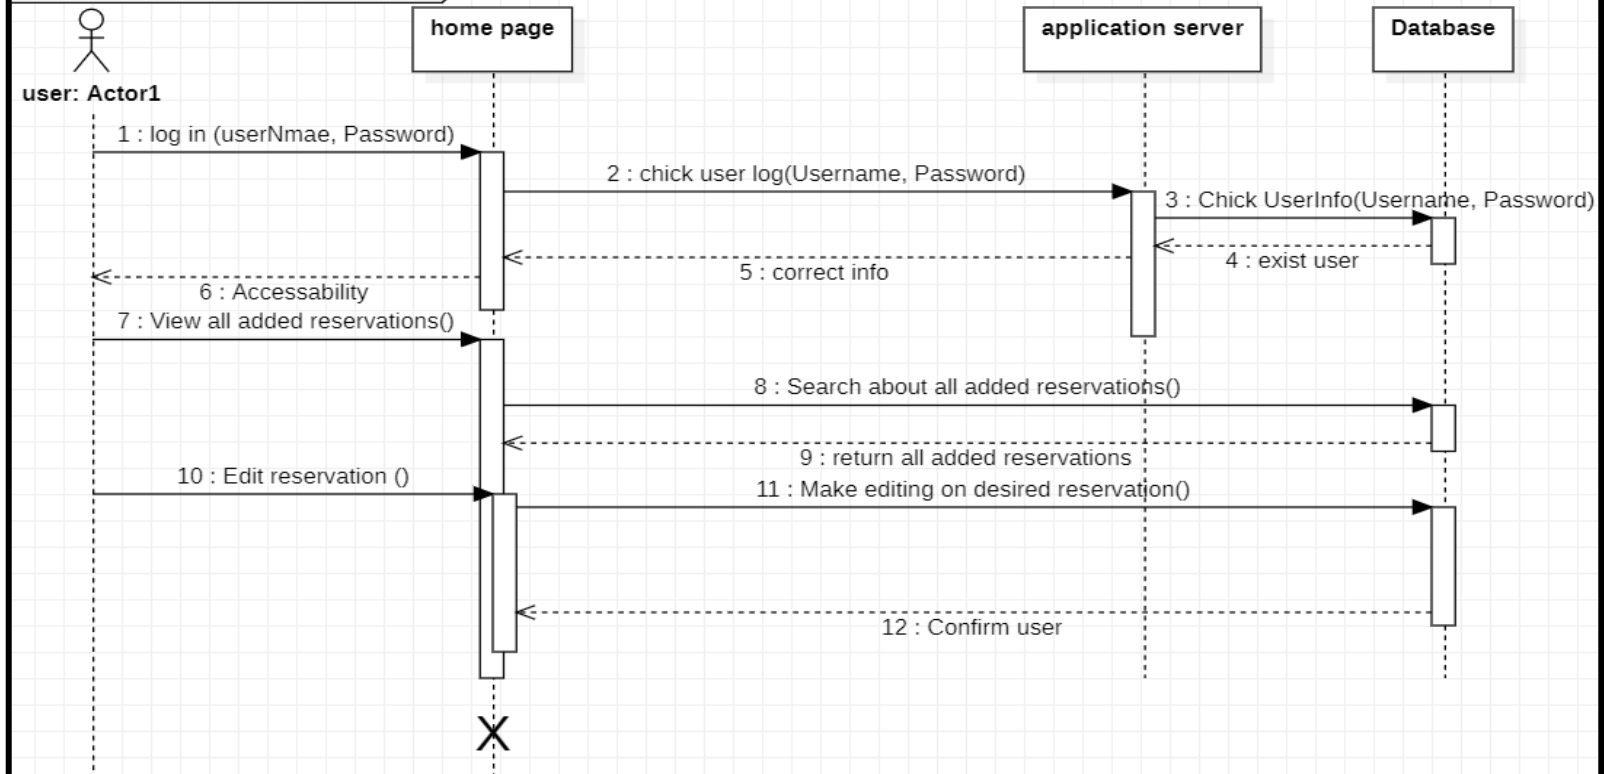 home page
application server
Database
user: Actor1
1 : log in (userNmae, Password)
2 : chick user log(Username, Password)
3 : Chick UserInfo(Username, Password)
4 : exist user
5 : correct info
6 : Accessability
7 : View all added reservations()
8 : Search about all added reservations()
9 : return all added reservations
10 : Edit reservation ()
11 : Make editing on desired reservation()
12 : Confirm user
X